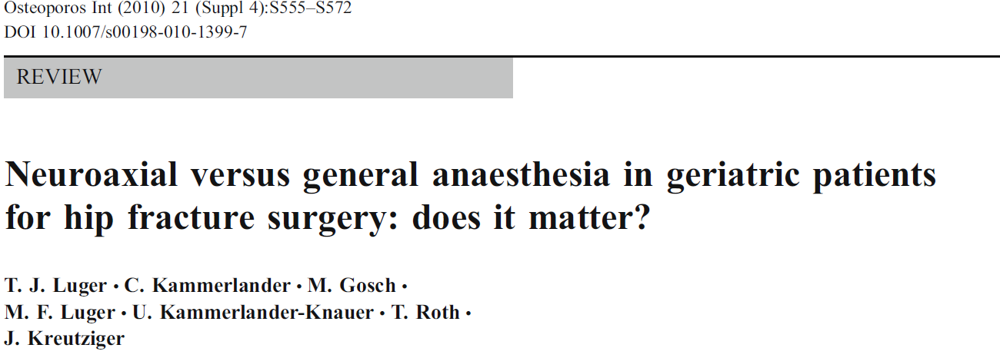 Osteoporos Int (2010) 21 (Suppl 4):S555–S572
DOI 10.1007/s00198-010-1399-7
REVIEW
Neuroaxial versus general anaesthesia in geriatric patients
for hip fracture surgery: does it matter?
T. J. Luger • C. Kammerlander • M. Gosch •
M. F. Luger • U. Kammerlander-Knauer • T. Roth •
J. Kreutziger